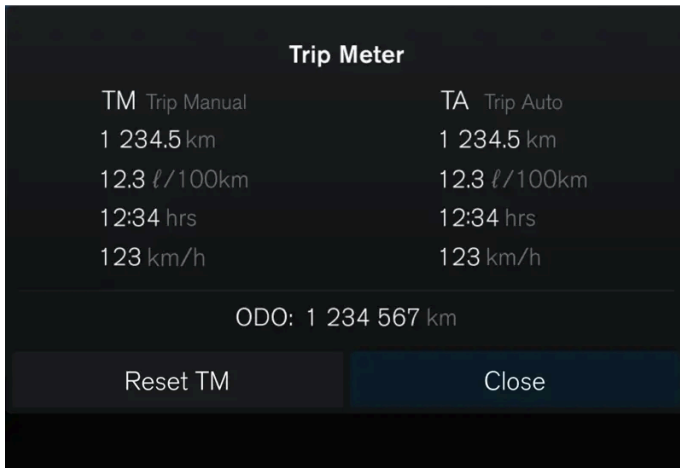 Trip Meter
TM Trip Manual
1 234.5 km
12.3 ℓ/100km
12:34 hrs
123 km/h
TA Trip Auto
1 234.5 km
12.3 ℓ/100km
12:34 hrs
123 km/h
ODO: 1 234 567 km
Reset TM
Close